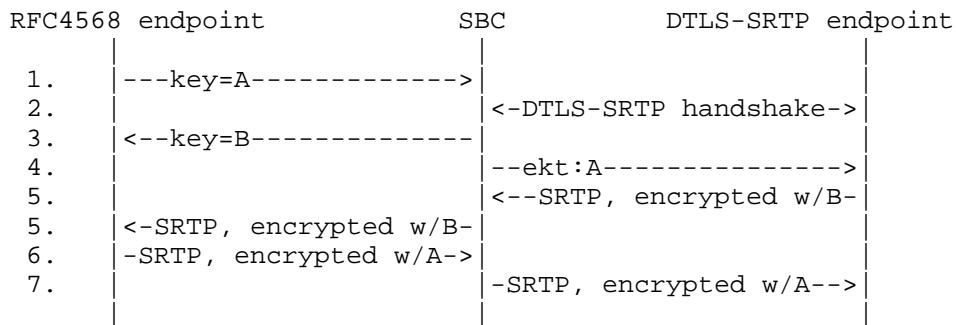 RFC4568 endpoint                SBC              DTLS-SRTP endpoint
       |                        |                         |
 1.    |---key=A------------->|                         |
 2.    |                        |<-DTLS-SRTP handshake->|
 3.    |<--key=B--------------|                         |
 4.    |                        |--ekt:A--------------->|
 5.    |                        |<--SRTP, encrypted w/B-|
 5.    |<-SRTP, encrypted w/B-|                         |
 6.    |-SRTP, encrypted w/A->|                         |
 7.    |                        |-SRTP, encrypted w/A-->|
       |                        |                         |